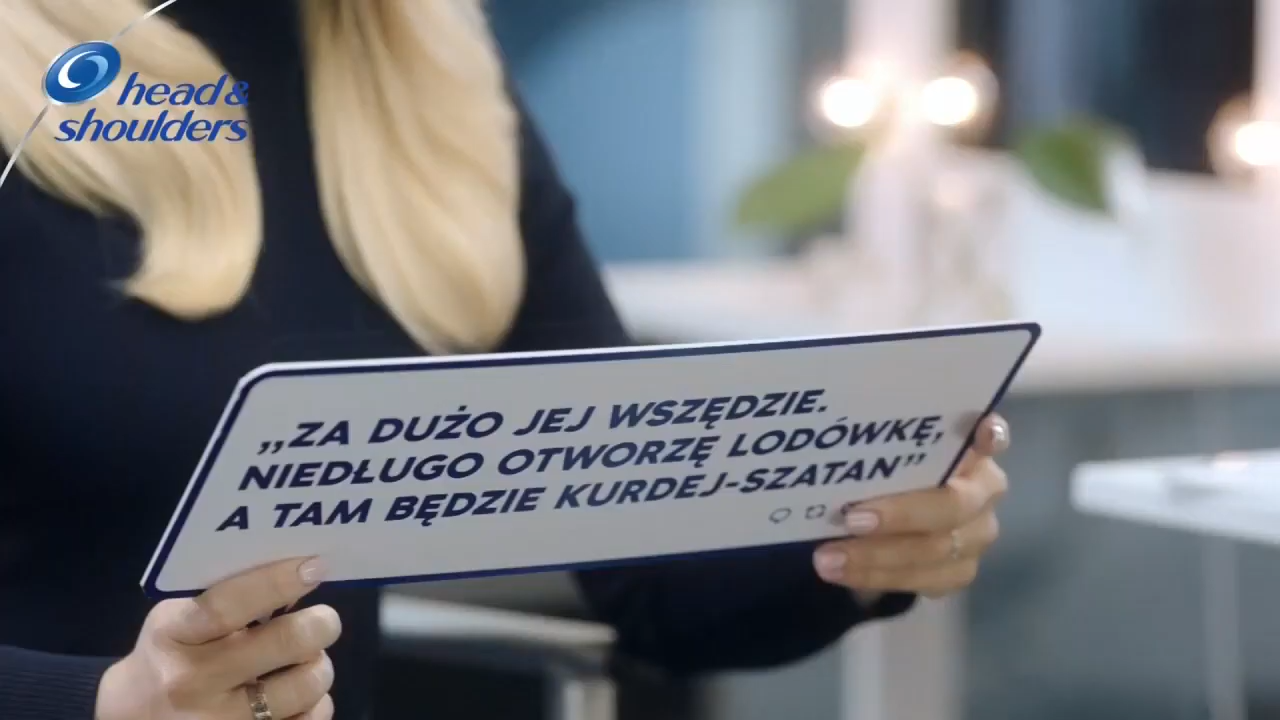 head&
shoulders
„ZA DUŻO JEJ WSZĘDZIE.
NIEDŁUGO OTWORZĘ LODÓWKĘ,
A TAM BĘDZIE KURDEJ-SZATAN”